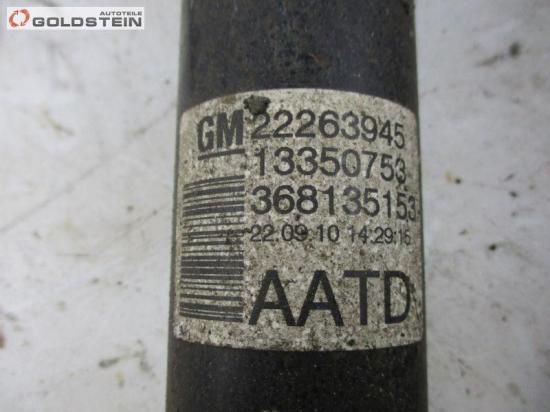 AUTOTEILE
GOLDSTEIN
GM 22263945
13350753
368135153
22.09.10 14:29:15
AATD